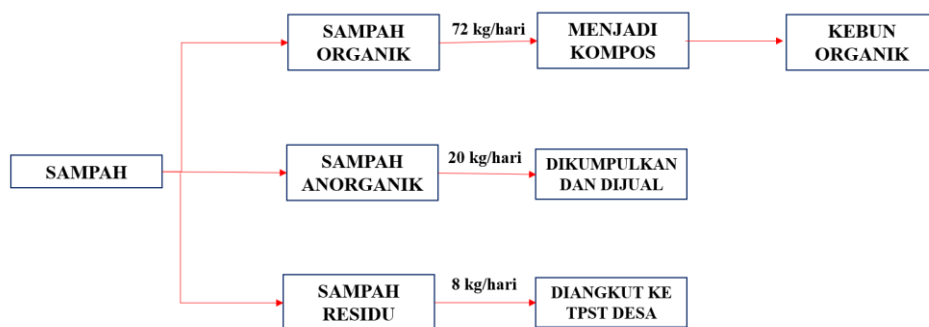 SAMPAH
SAMPAH
ORGANIK
72 kg/hari
MENJADI
KOMPOS
KEBUN
ORGANIK
SAMPAH
ANORGANIK
20 kg/hari
DIKUMPULKAN
DAN DIJUAL
SAMPAH
RESIDU
8 kg/hari
DIANGKUT KE
TPST DESA